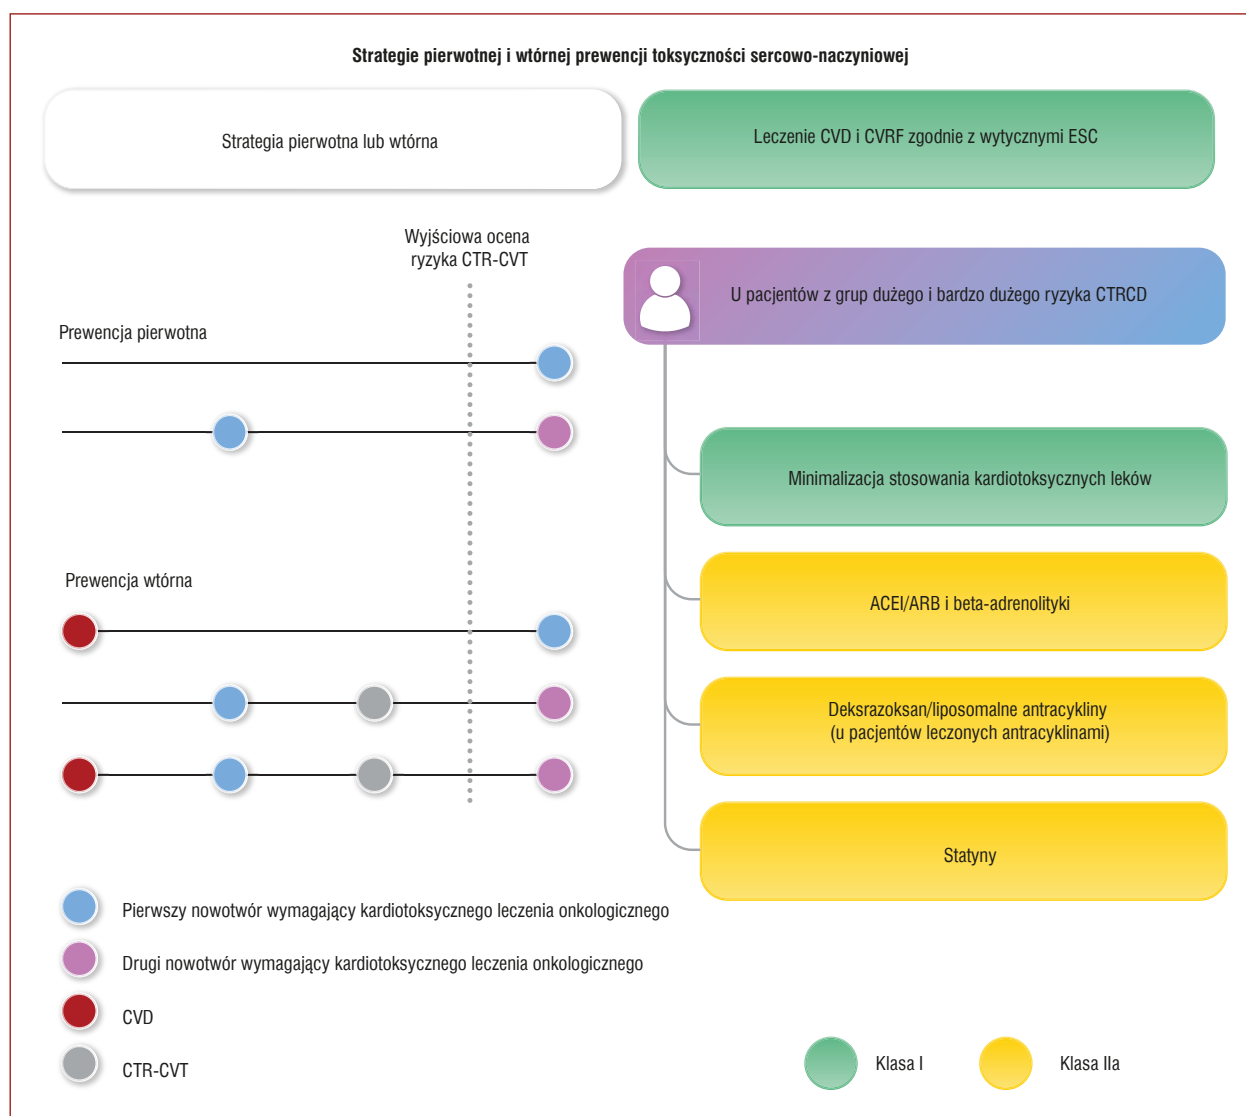 Strategie pierwotnej i wtórnej prewencji toksyczności sercowo-naczyniowej
Strategia pierwotna lub wtórna
Leczenie CVD i CVRF zgodnie z wytycznymi ESC
Wyjściowa ocena
ryzyka CTR-CVT
U pacjentów z grup dużego i bardzo dużego ryzyka CTRCD
Prewencja pierwotna
Minimalizacja stosowania kardiotoksycznych leków
Prewencja wtórna
ACEI/ARB i beta-adrenolityki
Deksrazoksan/liposomalne antracykliny
(u pacjentów leczonych antracyklinami)
Statyny
Pierwszy nowotwór wymagający kardiotoksycznego leczenia onkologicznego
Drugi nowotwór wymagający kardiotoksycznego leczenia onkologicznego
CVD
CTR-CVT
Klasa I
Klasa IIa